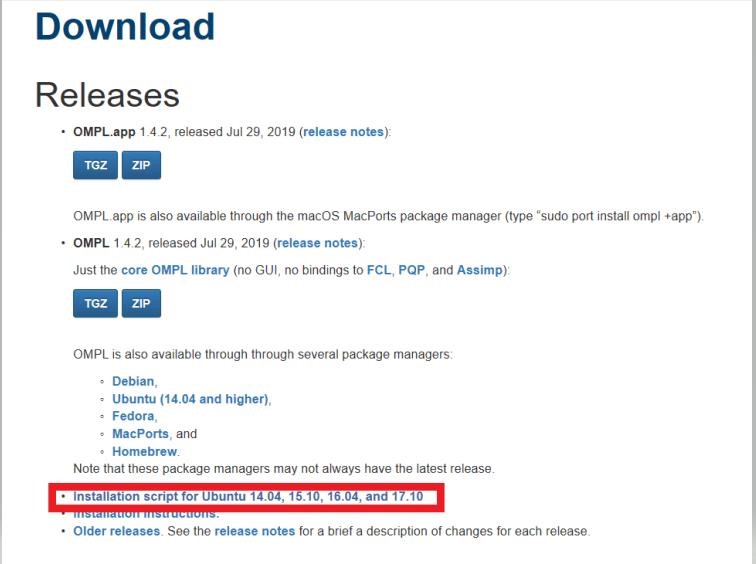 Download
Releases
• OMPL.app 1.4.2, released Jul 29, 2019 (release notes):
TGZ ZIP
OMPL.app is also available through the macOS MacPorts package manager (type “sudo port install ompl +app”).
• OMPL 1.4.2, released Jul 29, 2019 (release notes):
Just the core OMPL library (no GUI, no bindings to FCL, PQP, and Assimp):
TGZ ZIP
OMPL is also available through through several package managers:
◦ Debian,
◦ Ubuntu (14.04 and higher),
◦ Fedora,
◦ MacPorts, and
◦ Homebrew.
Note that these package managers may not always have the latest release.
• Installation script for Ubuntu 14.04, 15.10, 16.04, and 17.10
• Installation instructions.
• Older releases. See the release notes for a brief a description of changes for each release.